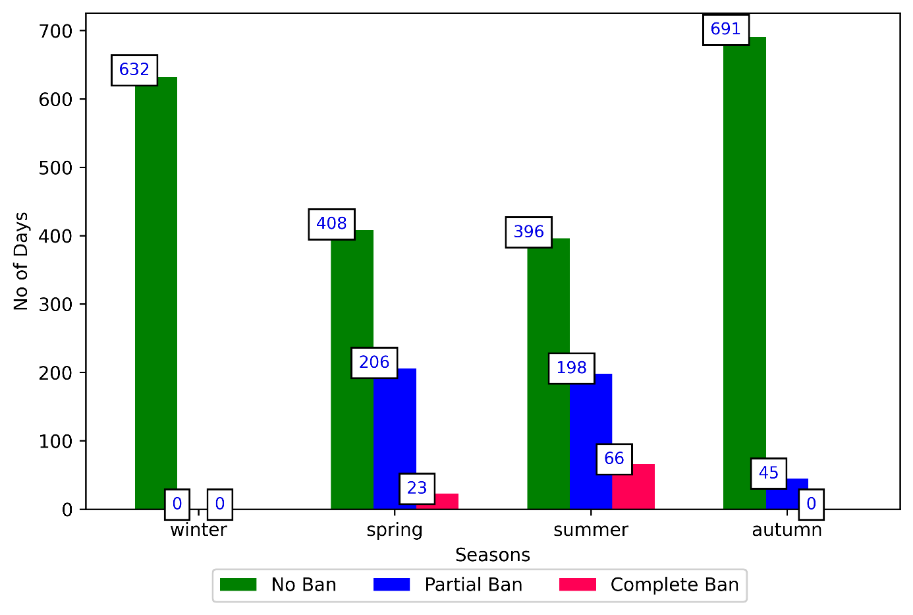 700
600
500
400
300
200
100
0
No of Days
632
0
0
408
206
23
396
198
66
691
45
0
winter
spring
summer
autumn
Seasons
No Ban
Partial Ban
Complete Ban